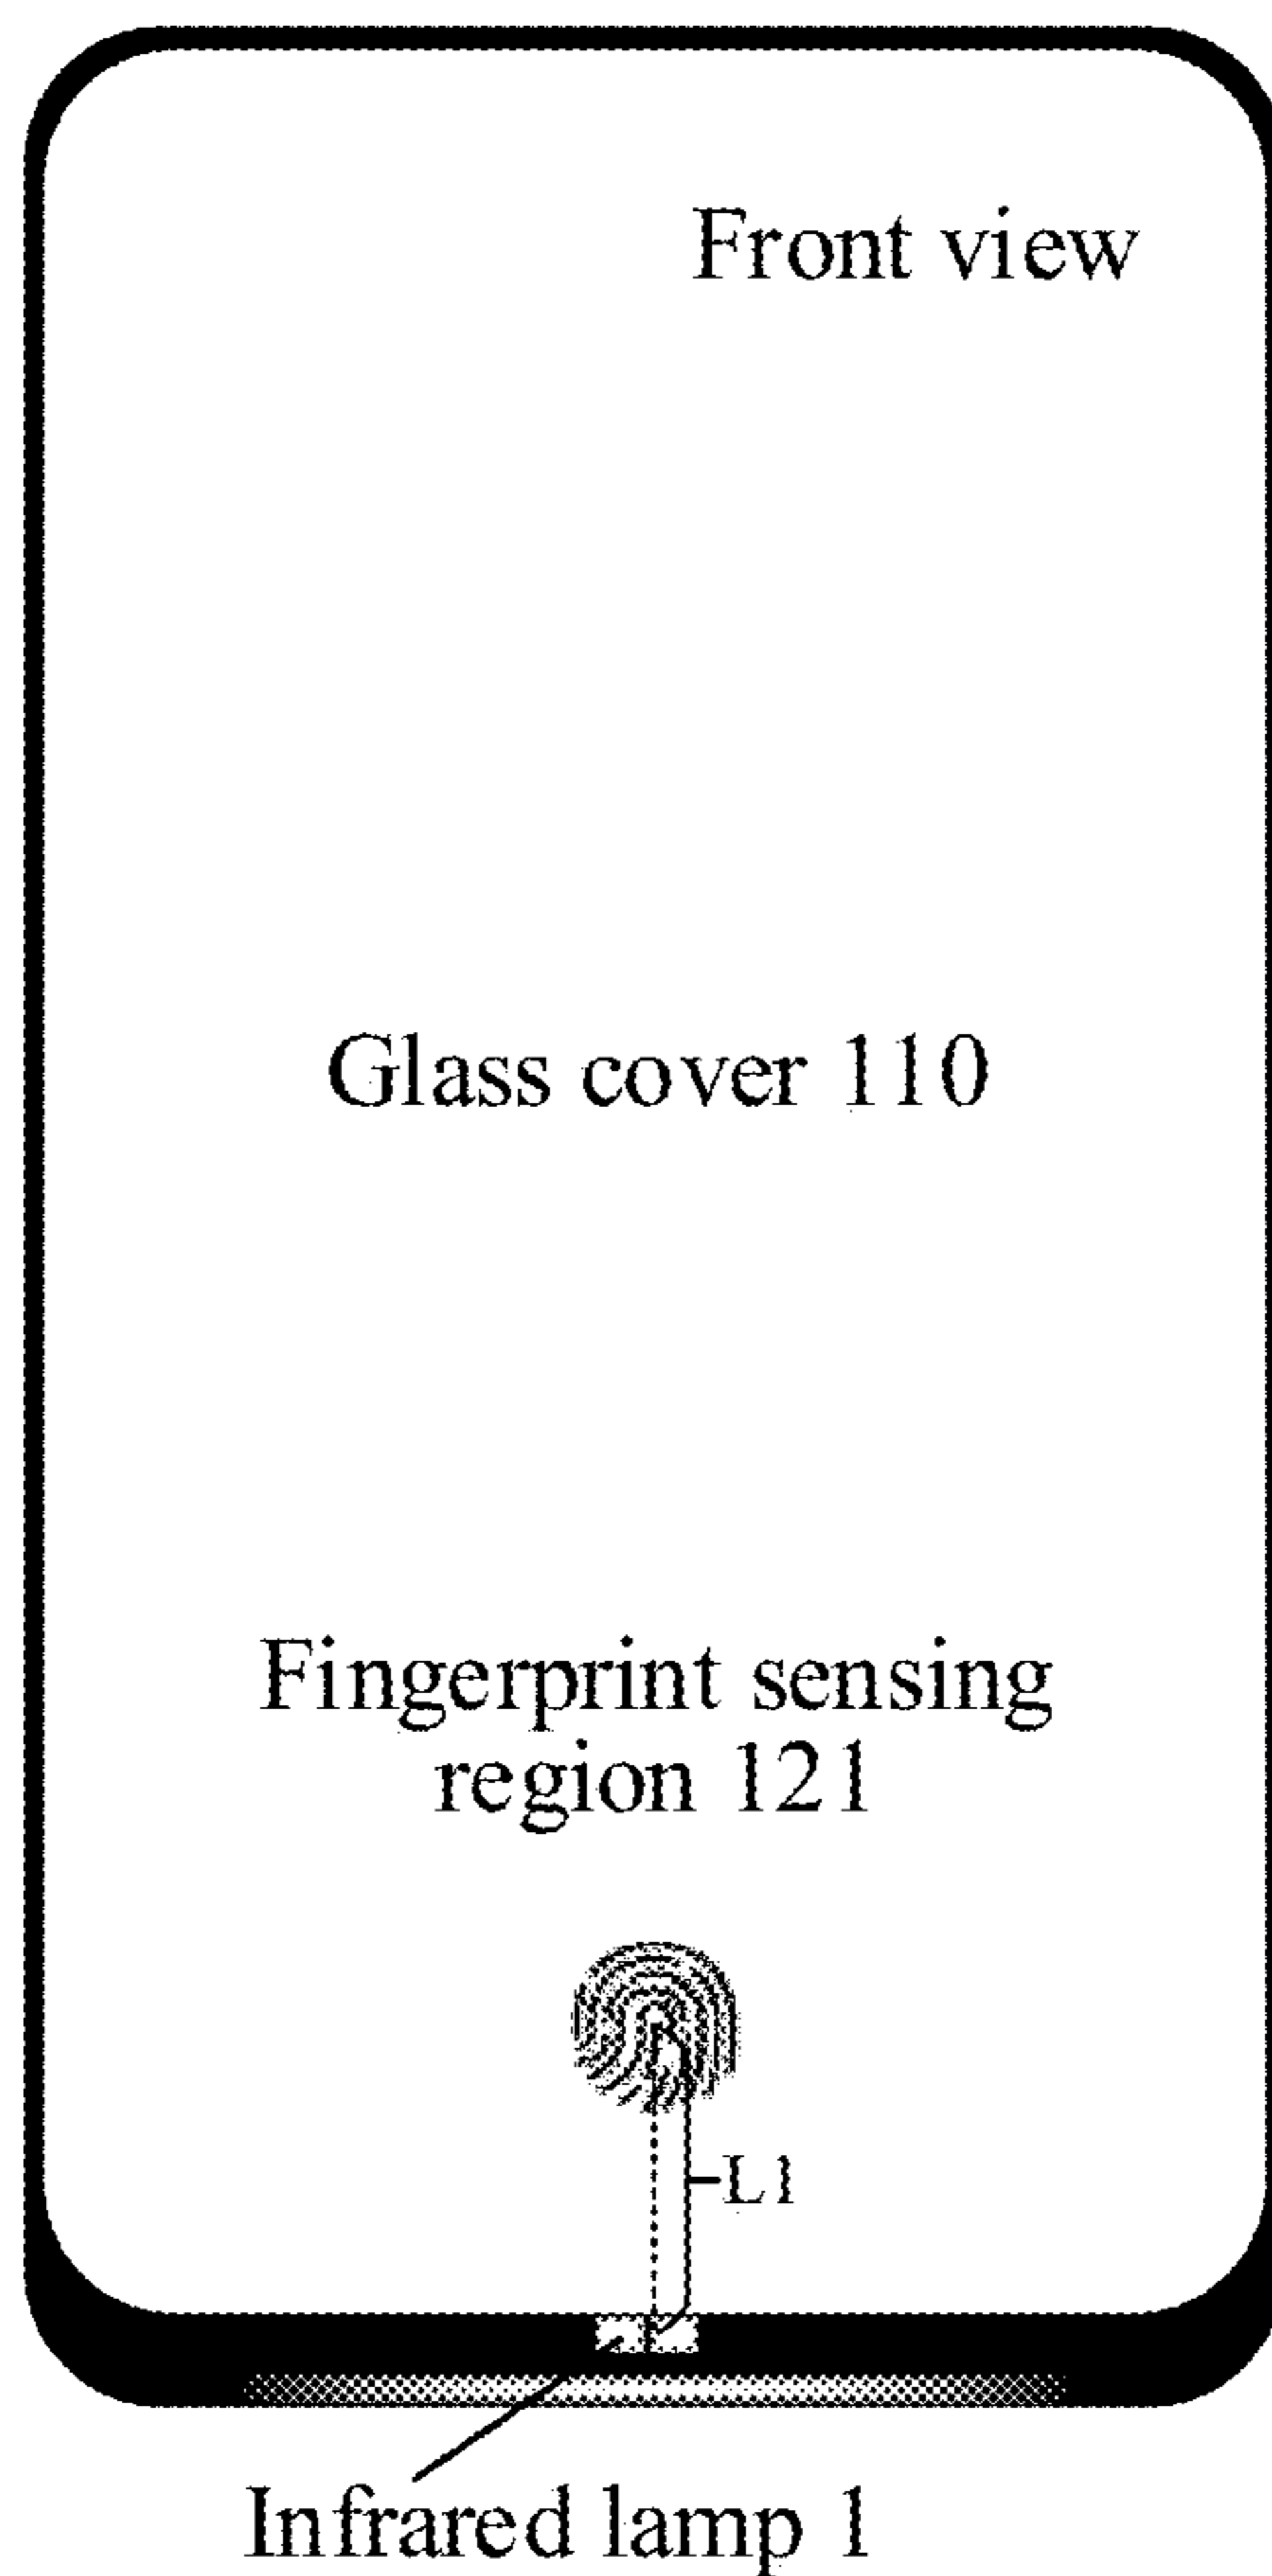 Front view
Glass cover 110
Fingerprint sensing
region 121
L1
Infrared lamp 1